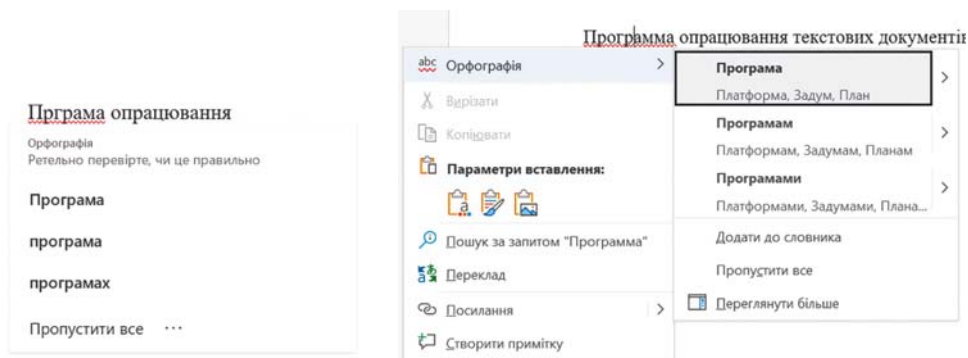 Прграма опрацювання
Орфографія
Ретельно перевірте, чи це правильно
Програма
програма
програмах
Пропустити все ...
Программа опрацювання текстових документів
abc Орфографія >
Вирізати
Копіювати
Параметри вставлення:
Пошук за запитом "Программа"
Переклад
Посилання >
Створити примітку
Програма >
Платформа, Задум, План
Програмам >
Платформам, Задумам, Планам
Програмами >
Платформами, Задумами, Плана...
Додати до словника
Пропустити все
Переглянути більше